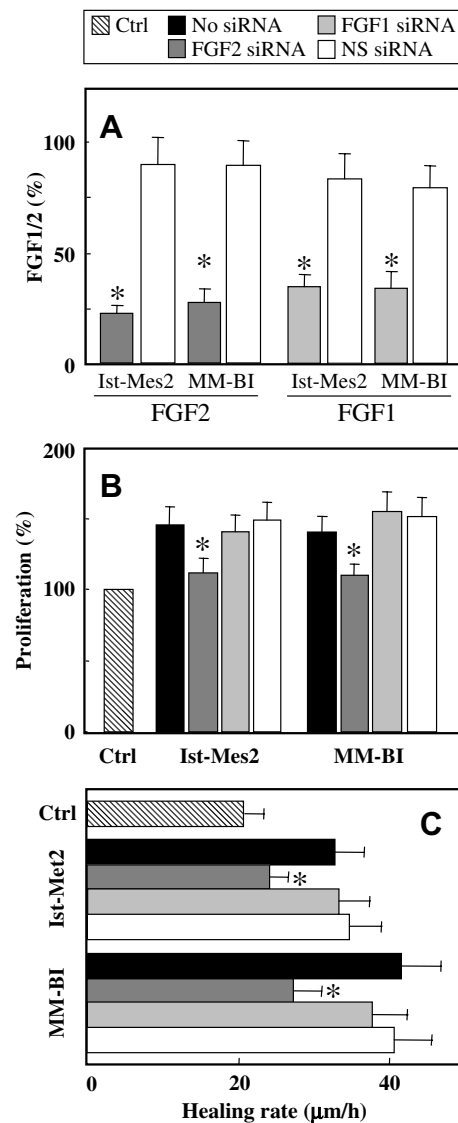 Ctrl No siRNA FGF1 siRNA
FGF2 siRNA NS siRNA
A
FGF1/2 (%)
100
50
0
* * * *
Ist-Mes2 MM-BI Ist-Mes2 MM-BI
FGF2 FGF1
B
Proliferation (%)
200
100
0
* *
Ctrl Ist-Mes2 MM-BI
C
Ctrl
Ist-Met2
*
MM-BI
*
0 20 40
Healing rate (μm/h)